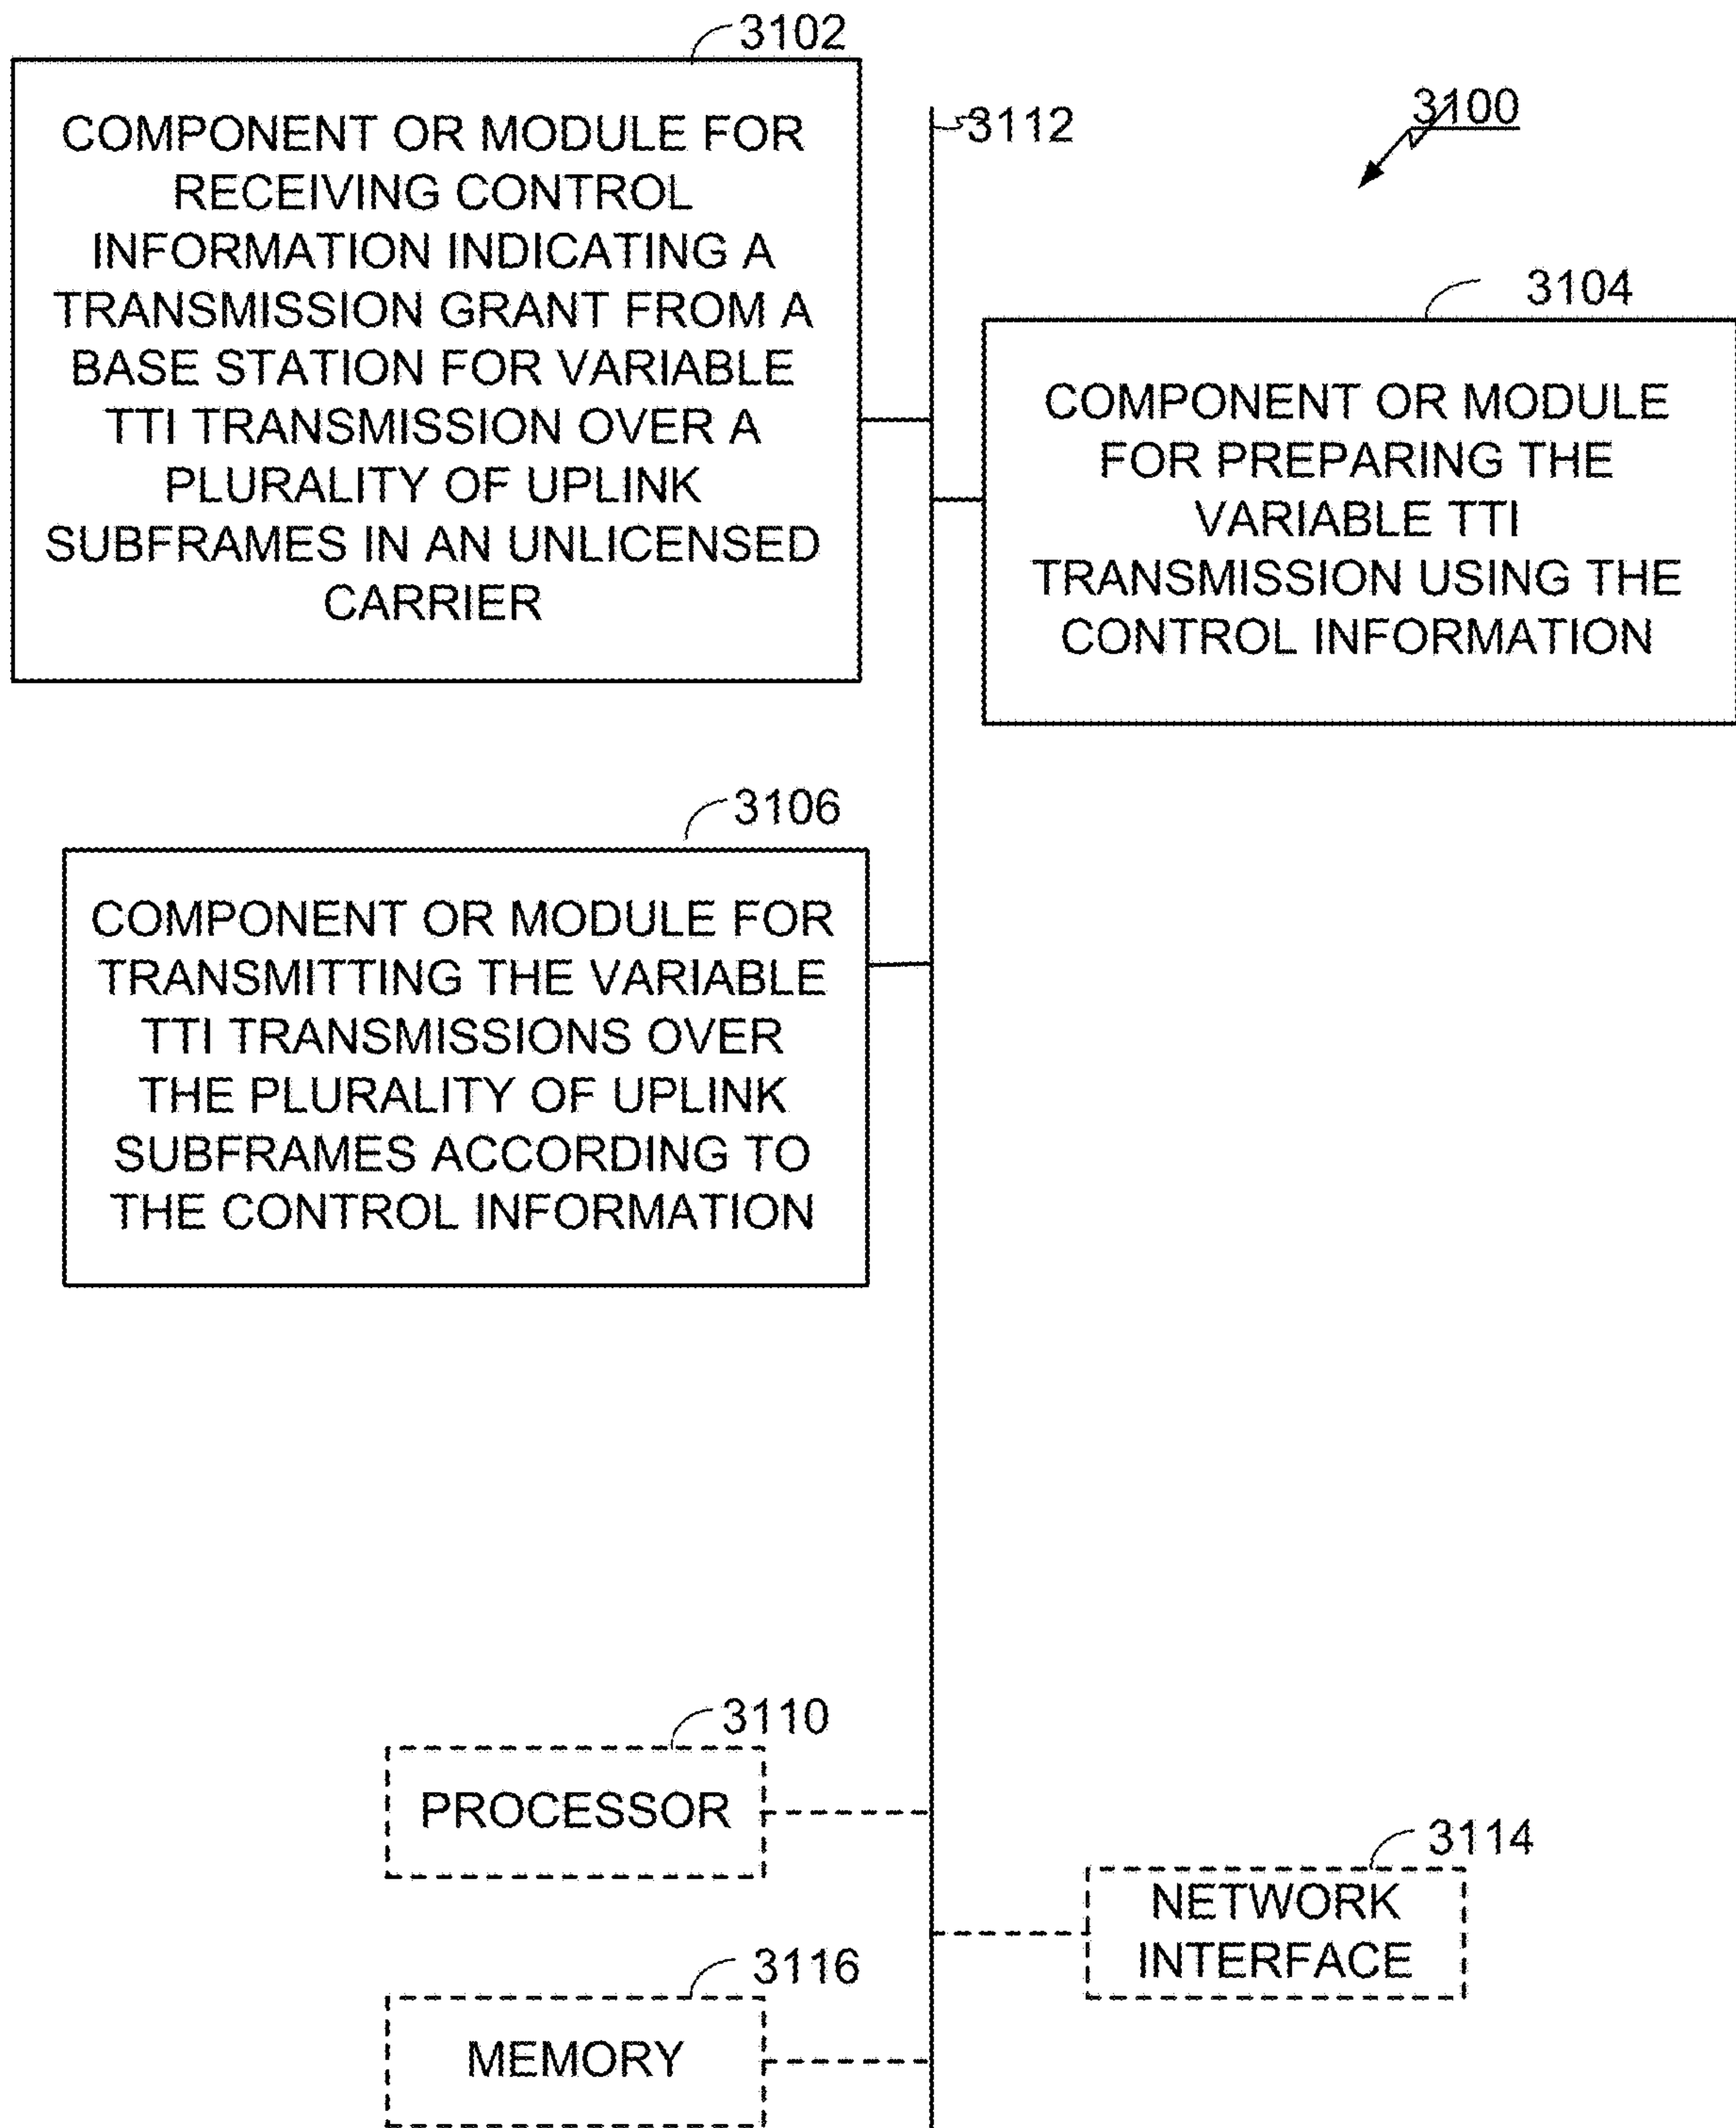 3102
COMPONENT OR MODULE FOR
RECEIVING CONTROL
INFORMATION INDICATING A
TRANSMISSION GRANT FROM A
BASE STATION FOR VARIABLE
TTI TRANSMISSION OVER A
PLURALITY OF UPLINK
SUBFRAMES IN AN UNLICENSED
CARRIER
3112
3100
3104
COMPONENT OR MODULE
FOR PREPARING THE
VARIABLE TTI
TRANSMISSION USING THE
CONTROL INFORMATION
3106
COMPONENT OR MODULE FOR
TRANSMITTING THE VARIABLE
TTI TRANSMISSIONS OVER
THE PLURALITY OF UPLINK
SUBFRAMES ACCORDING TO
THE CONTROL INFORMATION
3110
PROCESSOR
3114
NETWORK
INTERFACE
3116
MEMORY